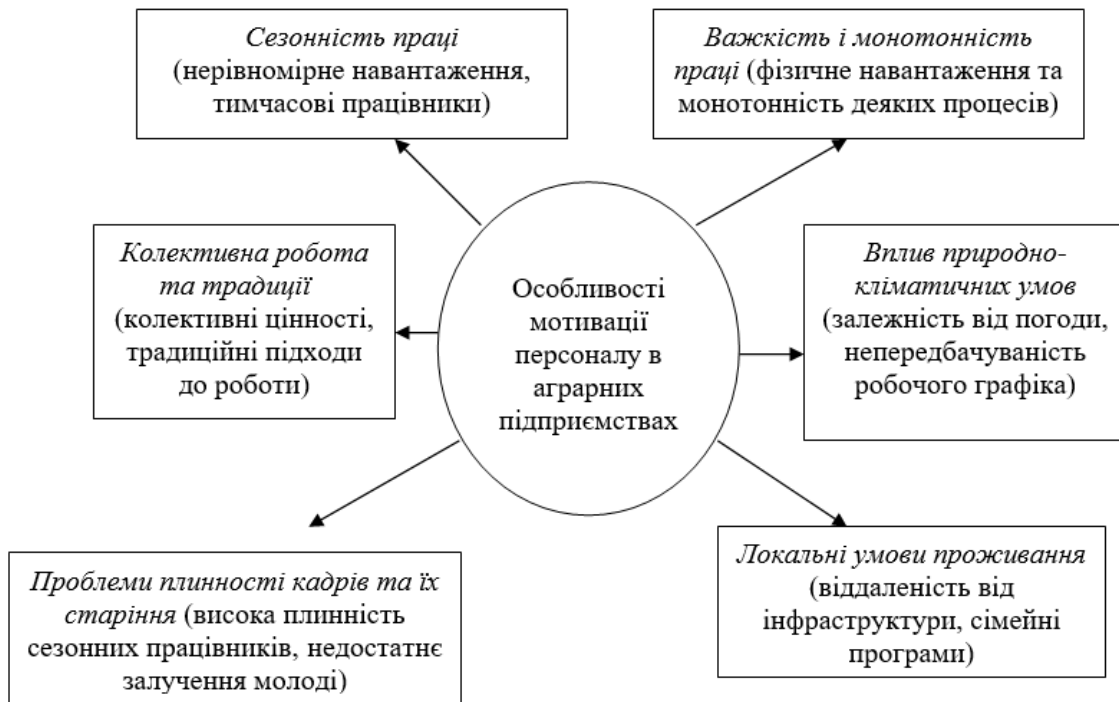 Сезонність праці
(нерівномірне навантаження,
тимчасові працівники)
Важкість і монотонність
праці (фізичне навантаження та
монотонність деяких процесів)
Колективна робота
та традиції
(колективні цінності,
традиційні підходи
до роботи)
Особливості
мотивації
персоналу в
аграрних
підприємствах
Вплив природно-
кліматичних умов
(залежність від погоди,
непередбачуваність
робочого графіка)
Проблеми плинності кадрів та їх
старіння (висока плинність
сезонних працівників, недостатнє
залучення молоді)
Локальні умови проживання
(віддаленість від
інфраструктури, сімейні
програми)